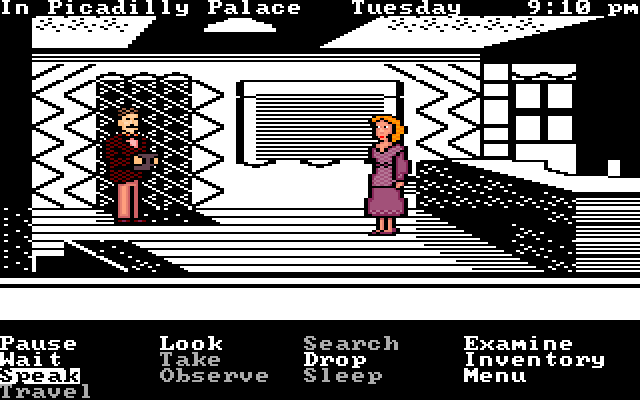 In Picadilly Palace Tuesday 9:10 pm
Pause Look Search Examine
Wait Take Drop Inventory
Speak Observe Sleep Menu
Travel